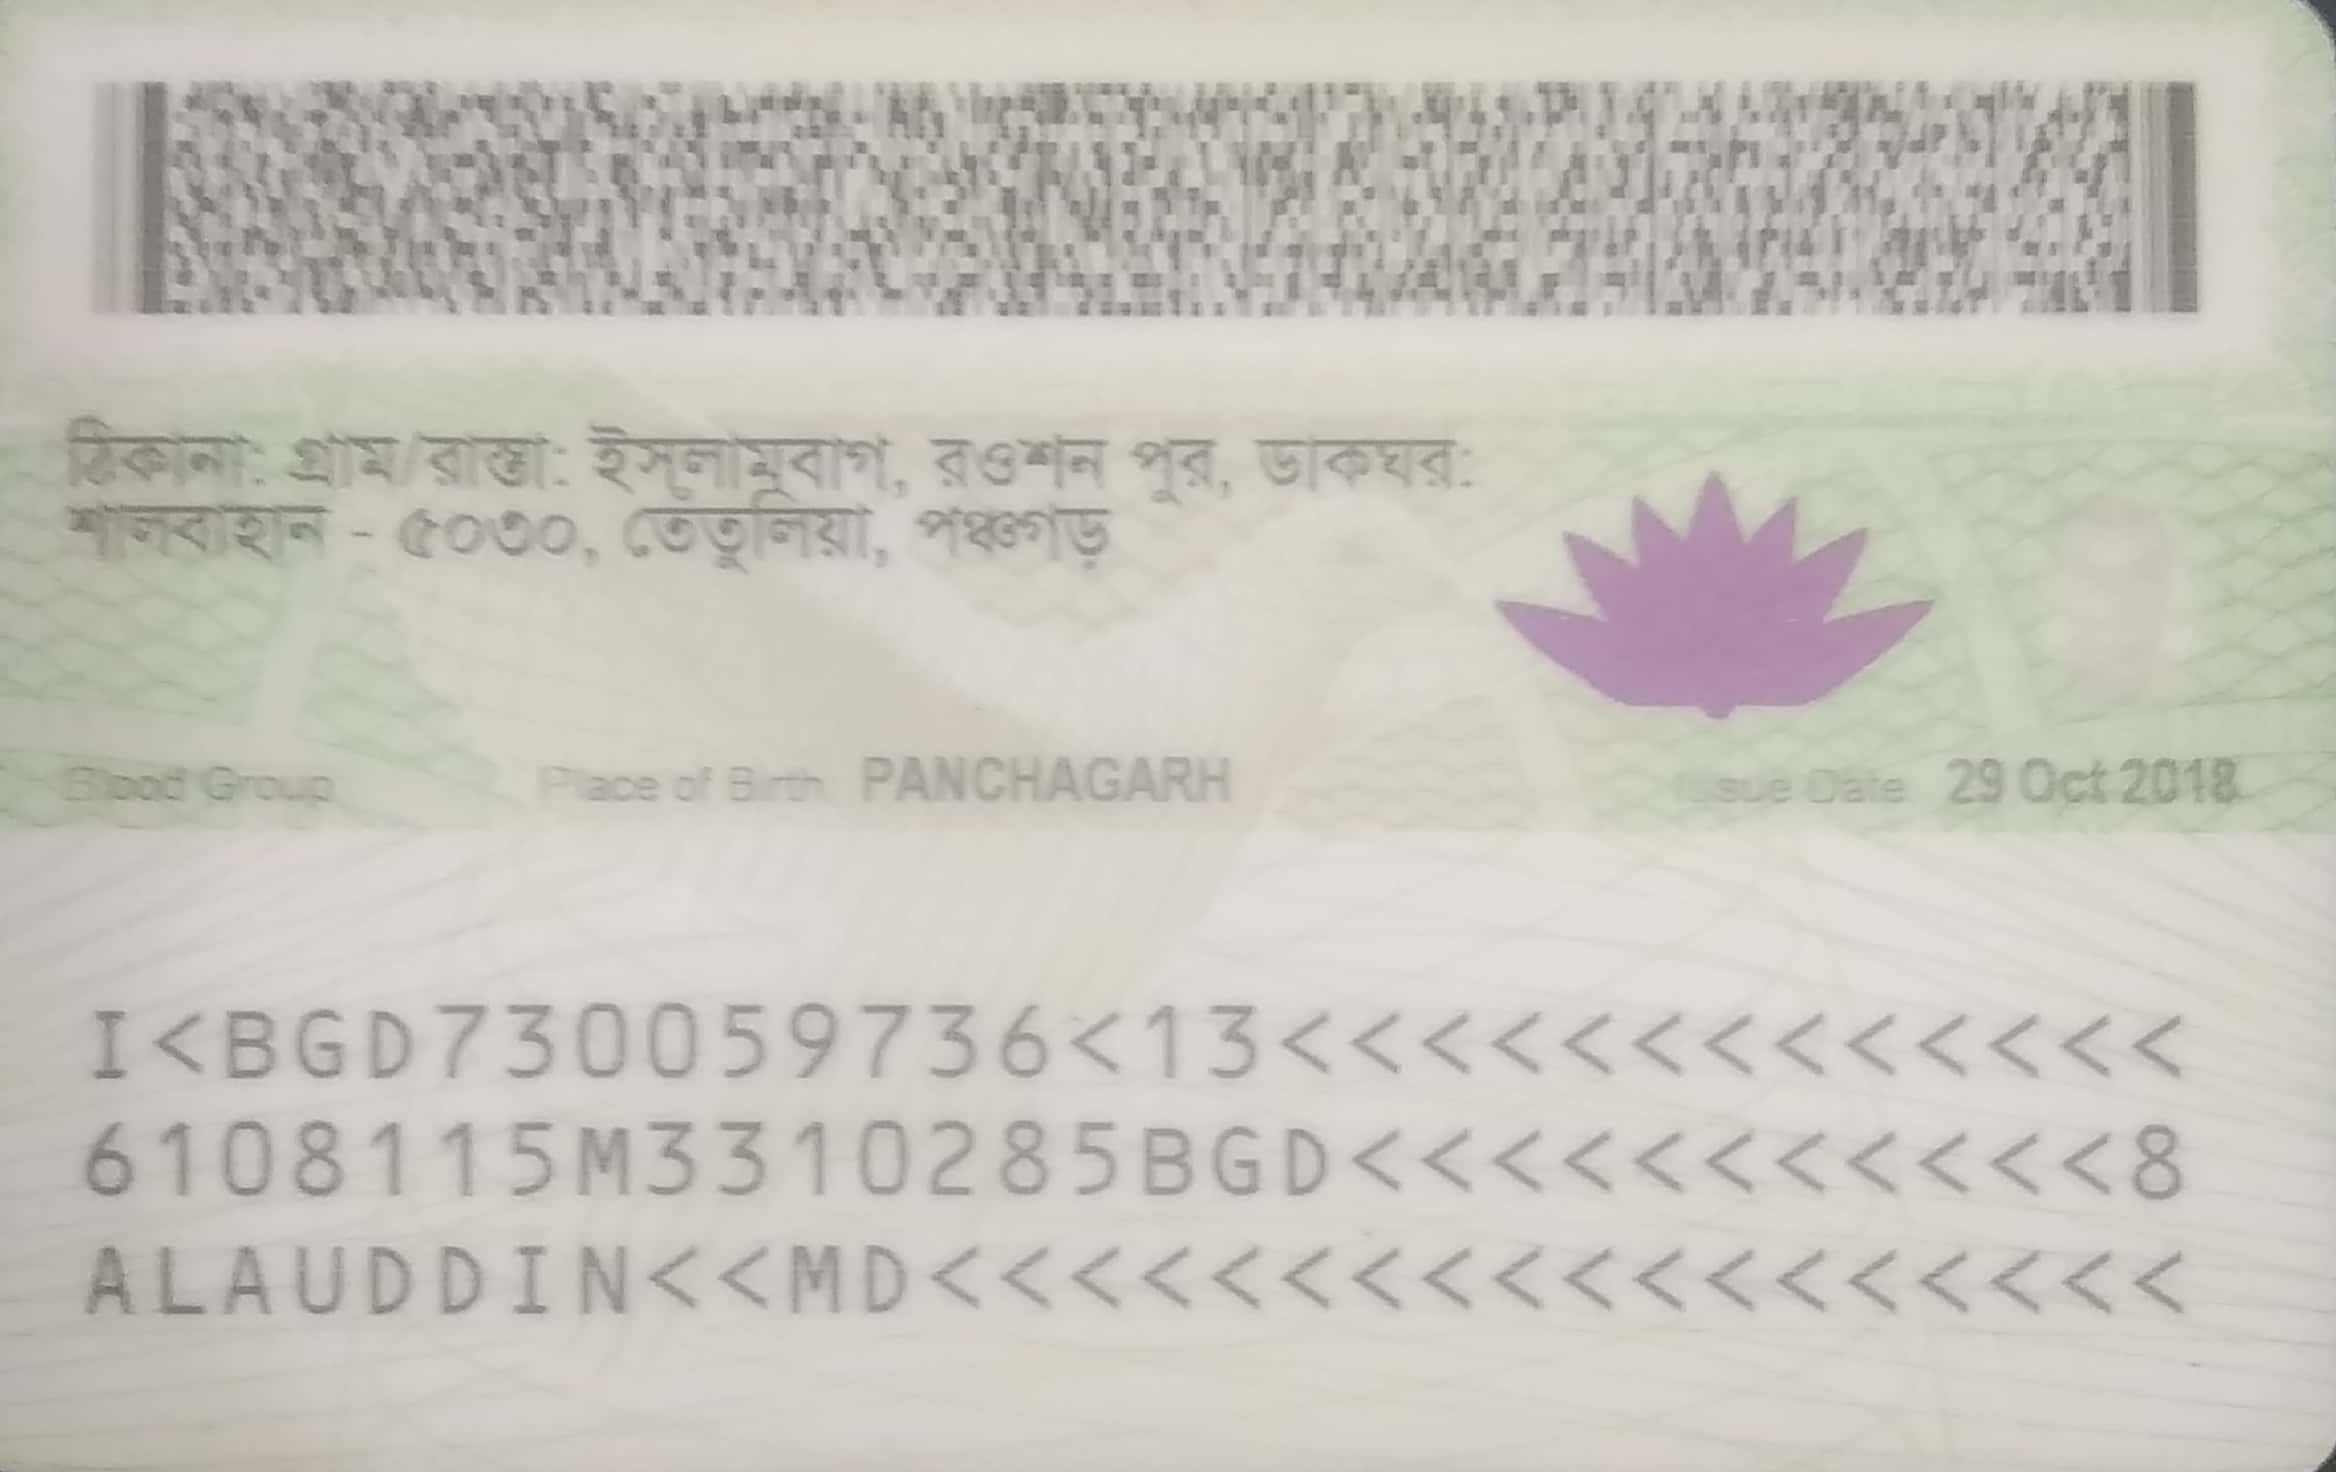 ঠিকানা: গ্রাম/রাস্তা: ইসলামবাগ, রওশন পুর, ডাকঘর:
শালবাহান - ৫০৩০, তেতুলিয়া, পঞ্চগড়
Blood Group Place of Birth PANCHAGARH Issue Date 29 Oct 2018
I<BGD730059736<13<<<<<<<<<<<<<
6108115M3310285BGD<<<<<<<<<<<8
ALAUDDIN<<MD<<<<<<<<<<<<<<<<<<